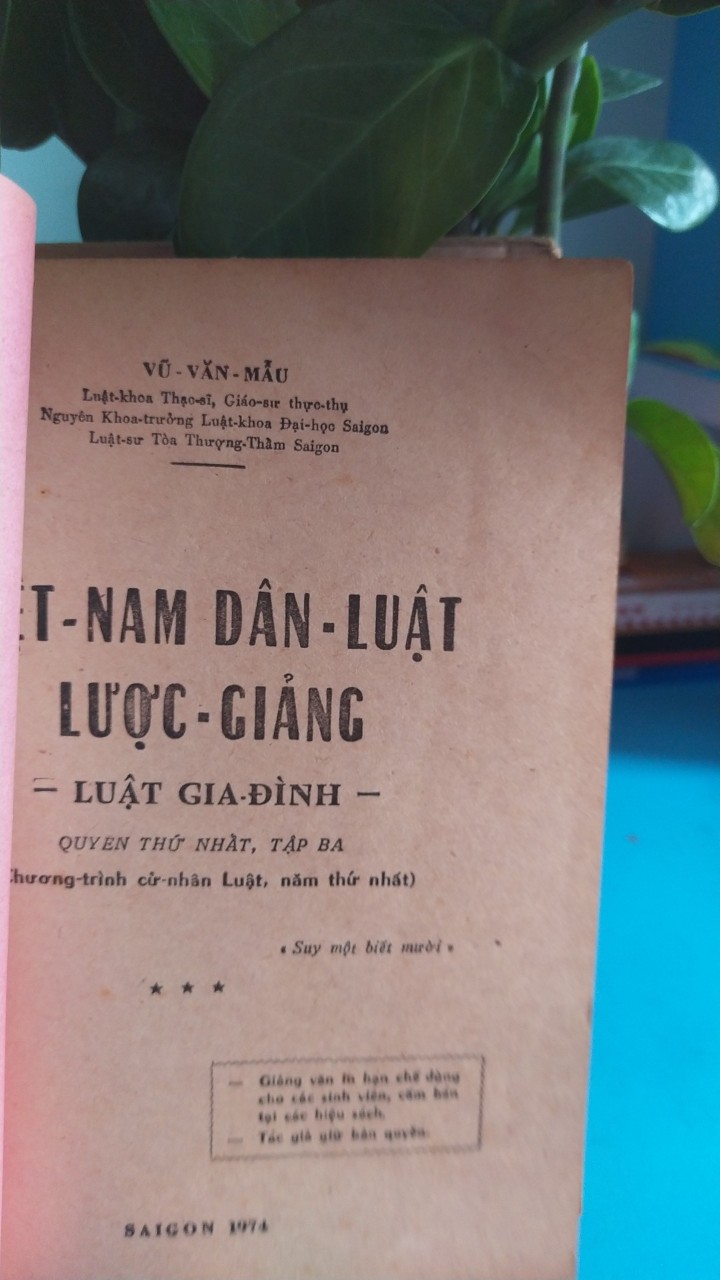 VŨ - VĂN - MẪU
Luật-khoa Thạc-sĩ, Giáo-sư thực-thụ
Nguyên Khoa-trưởng Luật-khoa Đại-học Saigon
Luật-sư Tòa Thượng-Thẩm Saigon
ỆT-NAM DÂN-LUẬT
LƯỢC-GIẢNG
— LUẬT GIA-ĐÌNH —
QUYỂN THỨ NHẤT, TẬP BA
hương-trình cử-nhân Luật, năm thứ nhất)
« Suy một biết mười »
★ ★ ★
— Giảng văn in hạn chế dùng
cho các sinh viên, cấm bán
tại các hiệu sách.
— Tác giả giữ bản quyền.
SAIGON 1974